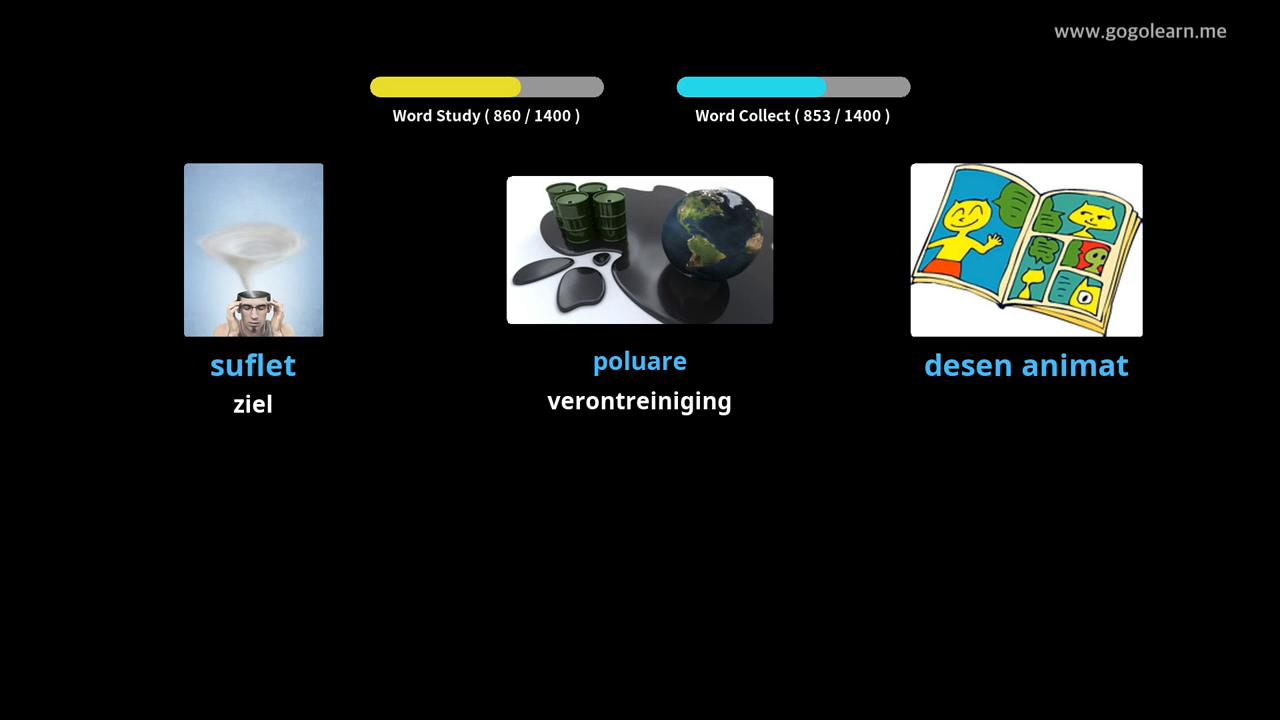 www.gogolearn.me
Word Study ( 860 / 1400 )
Word Collect ( 853 / 1400 )
suflet
ziel
poluare
verontreiniging
desen animat